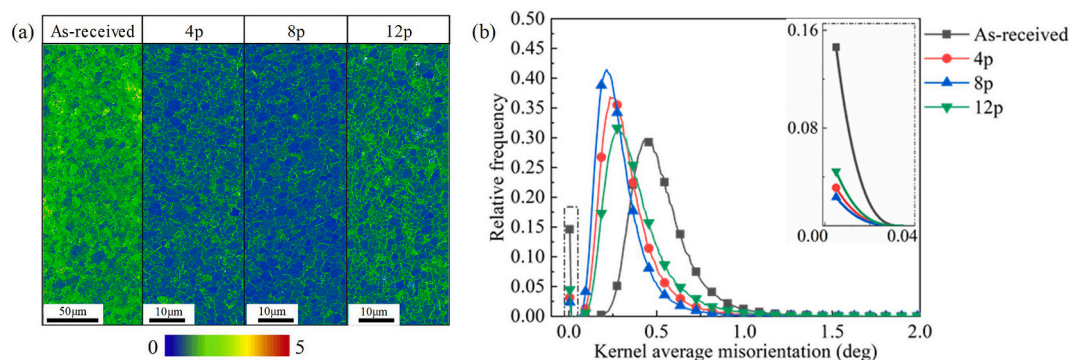 (a)
As-received 4p 8p 12p
50μm 10μm 10μm 10μm
0 5
(b)
0.50
0.45
0.40
0.35
0.30
0.25
0.20
0.15
0.10
0.05
0.00
Relative frequency
0.0 0.5 1.0 1.5 2.0
Kernel average misorientation (deg)
0.16
0.08
0.00 0.04
As-received
4p
8p
12p